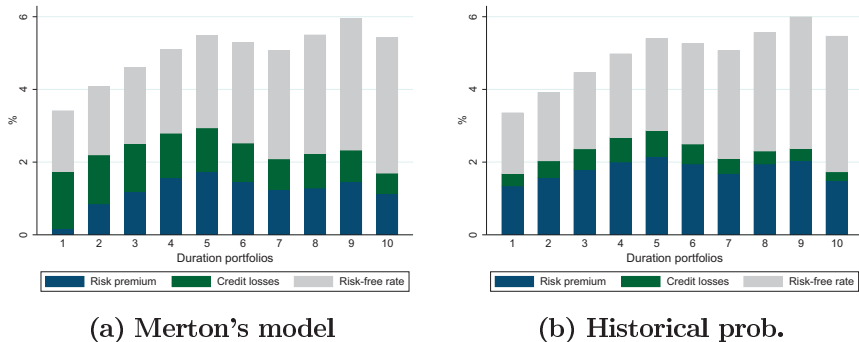 6
4
2
0
%
1 2 3 4 5 6 7 8 9 10
Duration portfolios
Risk premium Credit losses Risk-free rate
(a) Merton's model
6
4
2
0
%
1 2 3 4 5 6 7 8 9 10
Duration portfolios
Risk premium Credit losses Risk-free rate
(b) Historical prob.